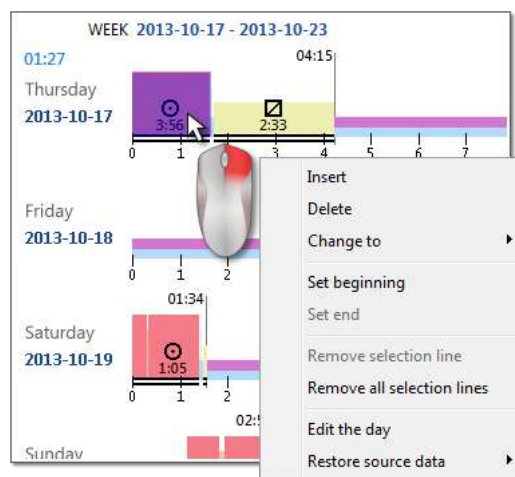 WEEK 2013-10-17 - 2013-10-23
01:27
04:15
Thursday
2013-10-17
3:56
2:33
0 1 3 4 5 6 7
Insert
Delete
Change to
Set beginning
Set end
Remove selection line
Remove all selection lines
Edit the day
Restore source data
Friday
2013-10-18
0 1 2
01:34
Saturday
2013-10-19
1:05
0 1 2
02:
Sunday